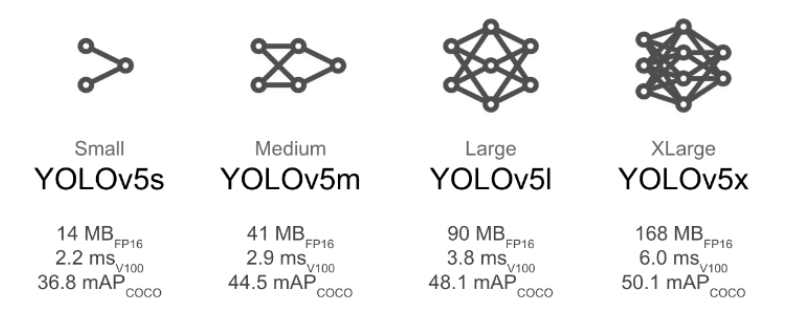 Small
YOLOv5s
14 MB FP16
2.2 ms V100
36.8 mAP COCO
Medium
YOLOv5m
41 MB FP16
2.9 ms V100
44.5 mAP COCO
Large
YOLOv5l
90 MB FP16
3.8 ms V100
48.1 mAP COCO
XLarge
YOLOv5x
168 MB FP16
6.0 ms V100
50.1 mAP COCO